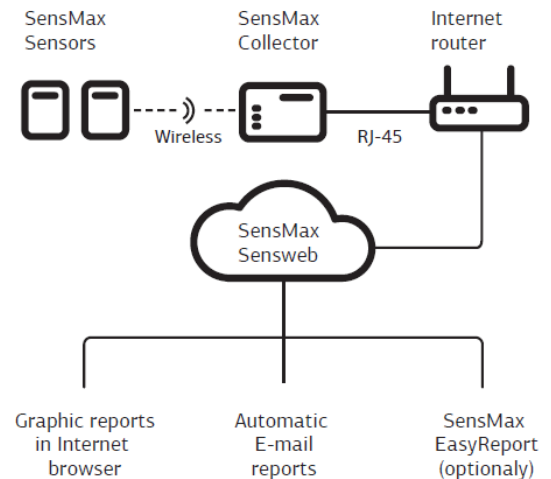 SensMax
Sensors
SensMax
Collector
Internet
router
Wireless
RJ-45
SensMax
Sensweb
Graphic reports
in Internet
browser
Automatic
E-mail
reports
SensMax
EasyReport
(optionaly)